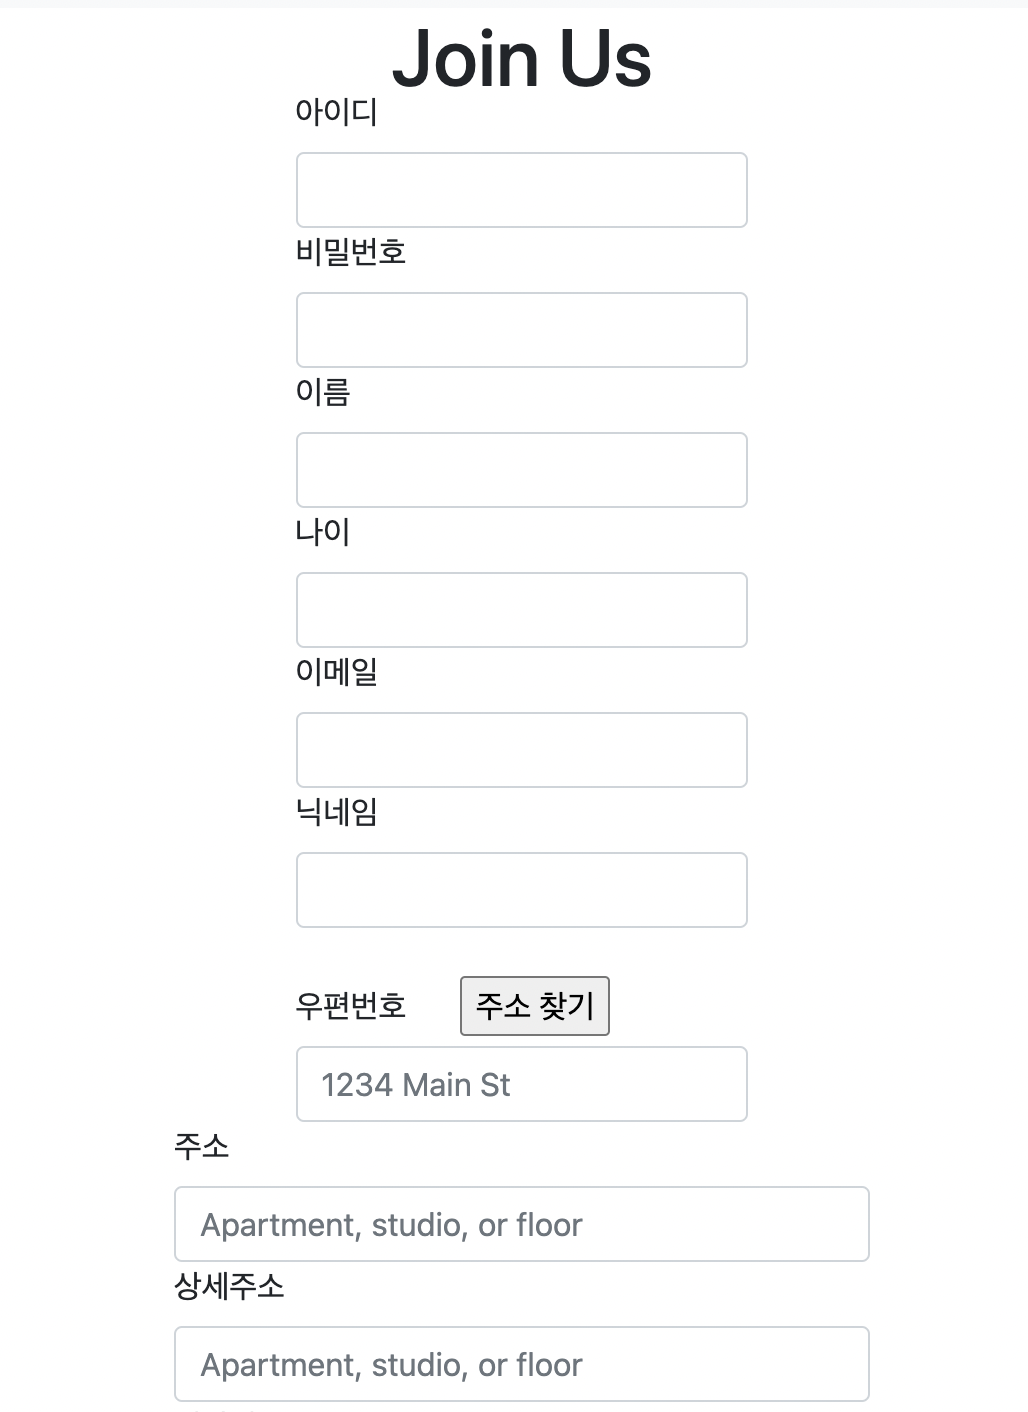 Join Us
아이디
비밀번호
이름
나이
이메일
닉네임
우편번호 주소 찾기
1234 Main St
주소
Apartment, studio, or floor
상세주소
Apartment, studio, or floor